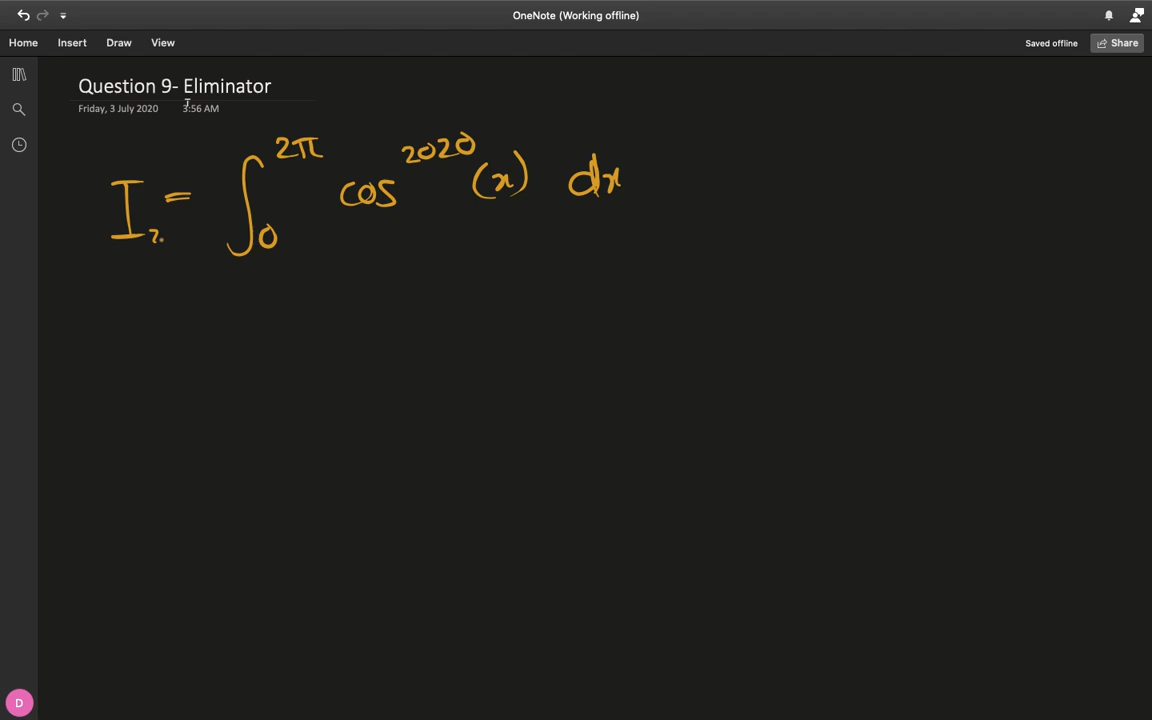 OneNote (Working offline)
Home Insert Draw View
Saved offline Share
Question 9- Eliminator
Friday, 3 July 2020 3:56 AM
I₂ = ∫₀^{2π} cos^{2020}(x) dx
D